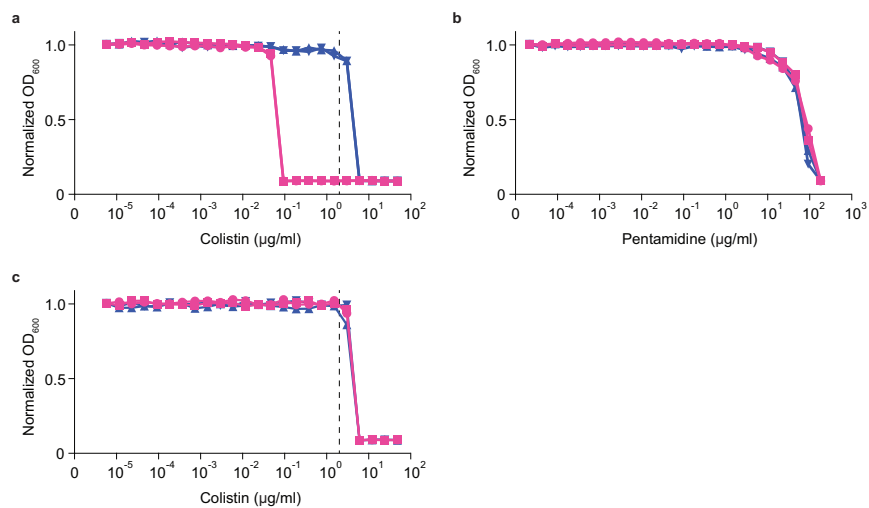 a
Normalized OD600
1.0
0.5
0
0 10-5 10-4 10-3 10-2 10-1 100 101 102
Colistin (µg/ml)
b
Normalized OD600
1.0
0.5
0
0 10-4 10-3 10-2 10-1 100 101 102 103
Pentamidine (µg/ml)
c
Normalized OD600
1.0
0.5
0
0 10-5 10-4 10-3 10-2 10-1 100 101 102
Colistin (µg/ml)